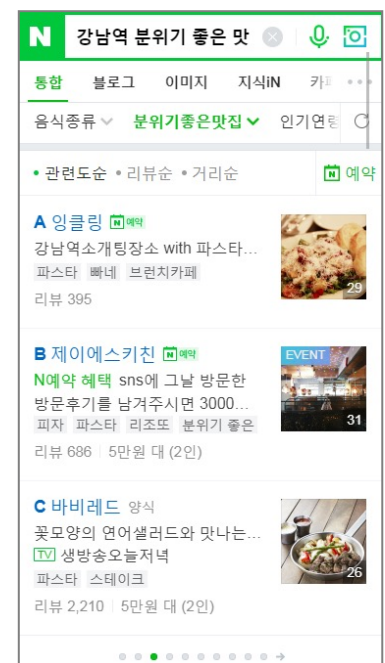 N 강남역 분위기 좋은 맛
통합 블로그 이미지 지식iN 카페
음식종류 분위기좋은맛집 인기연령
관련도순 리뷰순 거리순 N 예약
A 잉클링 N 예약
강남역소개팅장소 with 파스타...
파스타 빠네 브런치카페
29
리뷰 395
B 제이에스키친 N 예약
EVENT
N예약 혜택 sns에 그날 방문한
방문후기를 남겨주시면 3000...
피자 파스타 리조또 분위기 좋은
31
리뷰 686 5만원 대 (2인)
C 바비레드 양식
꽃모양의 연어샐러드와 맛나는...
TV 생방송오늘저녁
파스타 스테이크
26
리뷰 2,210 5만원 대 (2인)